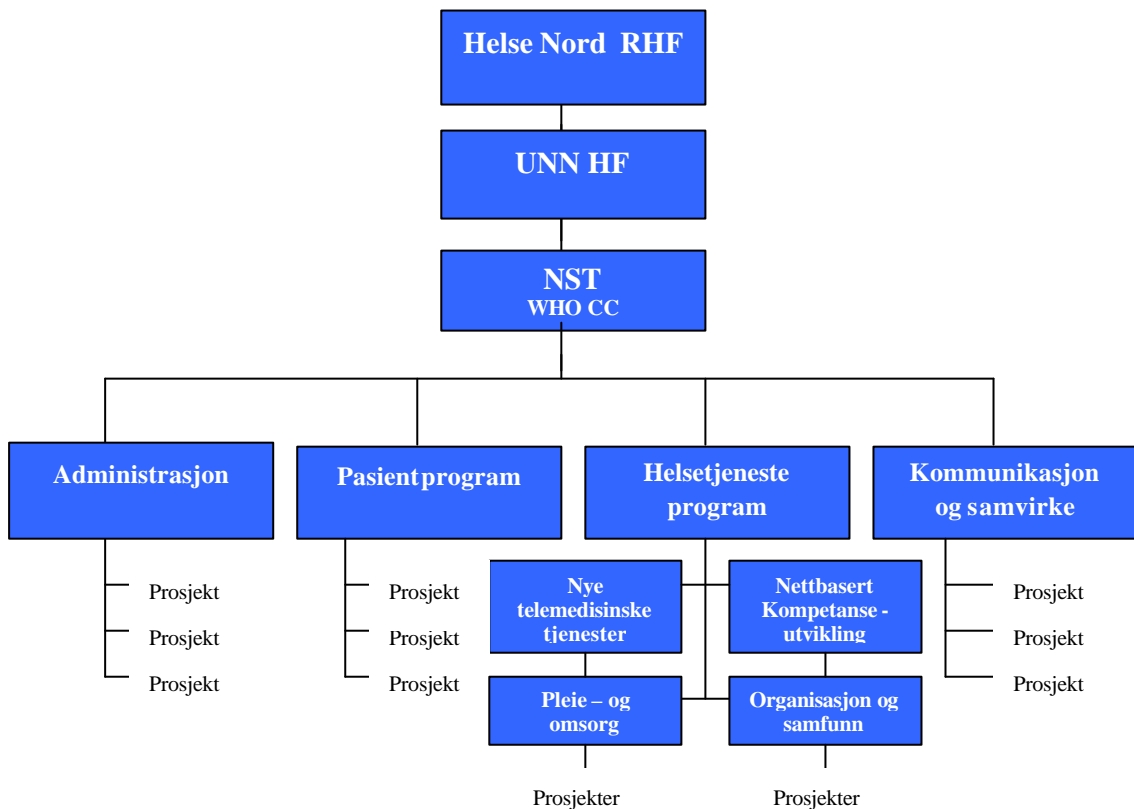 Helse Nord RHF
UNN HF
NST
WHO CC
Administrasjon
Pasientprogram
Helsetjeneste
program
Kommunikasjon
og samvirke
Prosjekt
Prosjekt
Prosjekt
Prosjekt
Prosjekt
Prosjekt
Nye
telemedisinske
tjenester
Nettbasert
Kompetanse -
utvikling
Pleie – og
omsorg
Organisasjon og
samfunn
Prosjekter
Prosjekter
Prosjekt
Prosjekt
Prosjekt